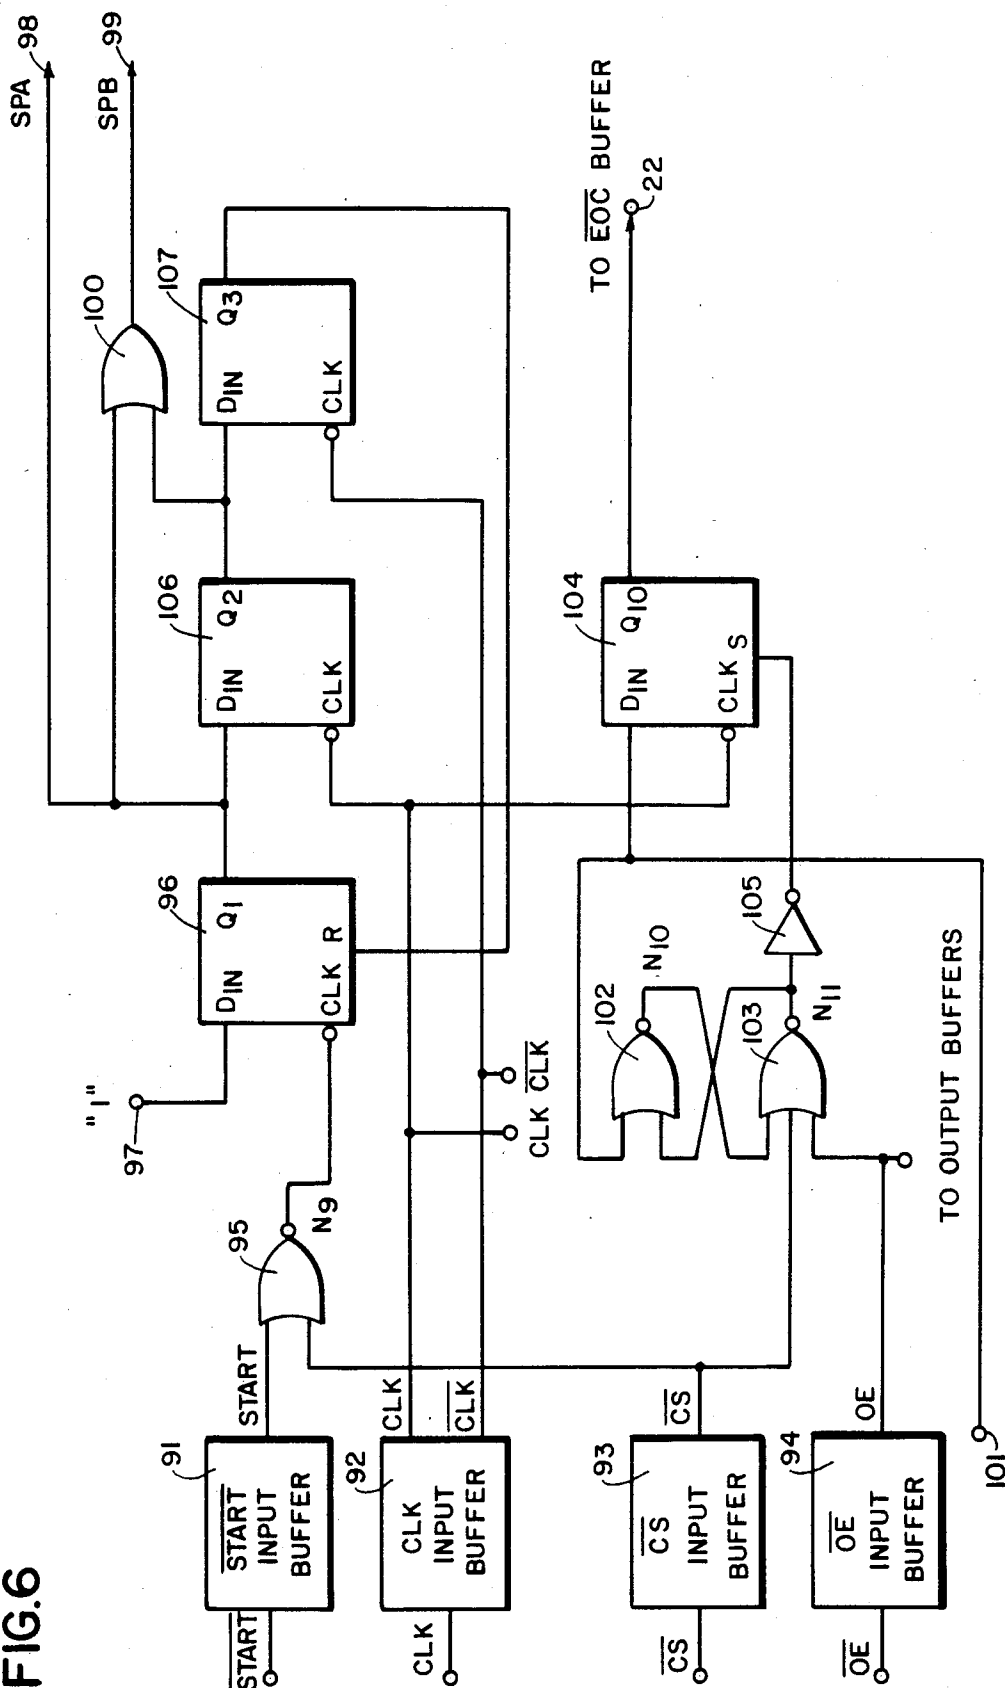 FIG.6
SPA
98
SPB
99
100
"1"
97
96
DIN
Q1
CLK
R
106
DIN
Q2
CLK
107
DIN
Q3
CLK
START
91
START
INPUT
BUFFER
START
95
N9
CLK
92
CLK
INPUT
BUFFER
CLK
CLK
CLK
CLK
CS
93
CS
INPUT
BUFFER
CS
OE
94
OE
INPUT
BUFFER
OE
102
N10
103
N11
105
104
DIN
Q10
CLK
S
TO EOC BUFFER
22
TO OUTPUT BUFFERS
101